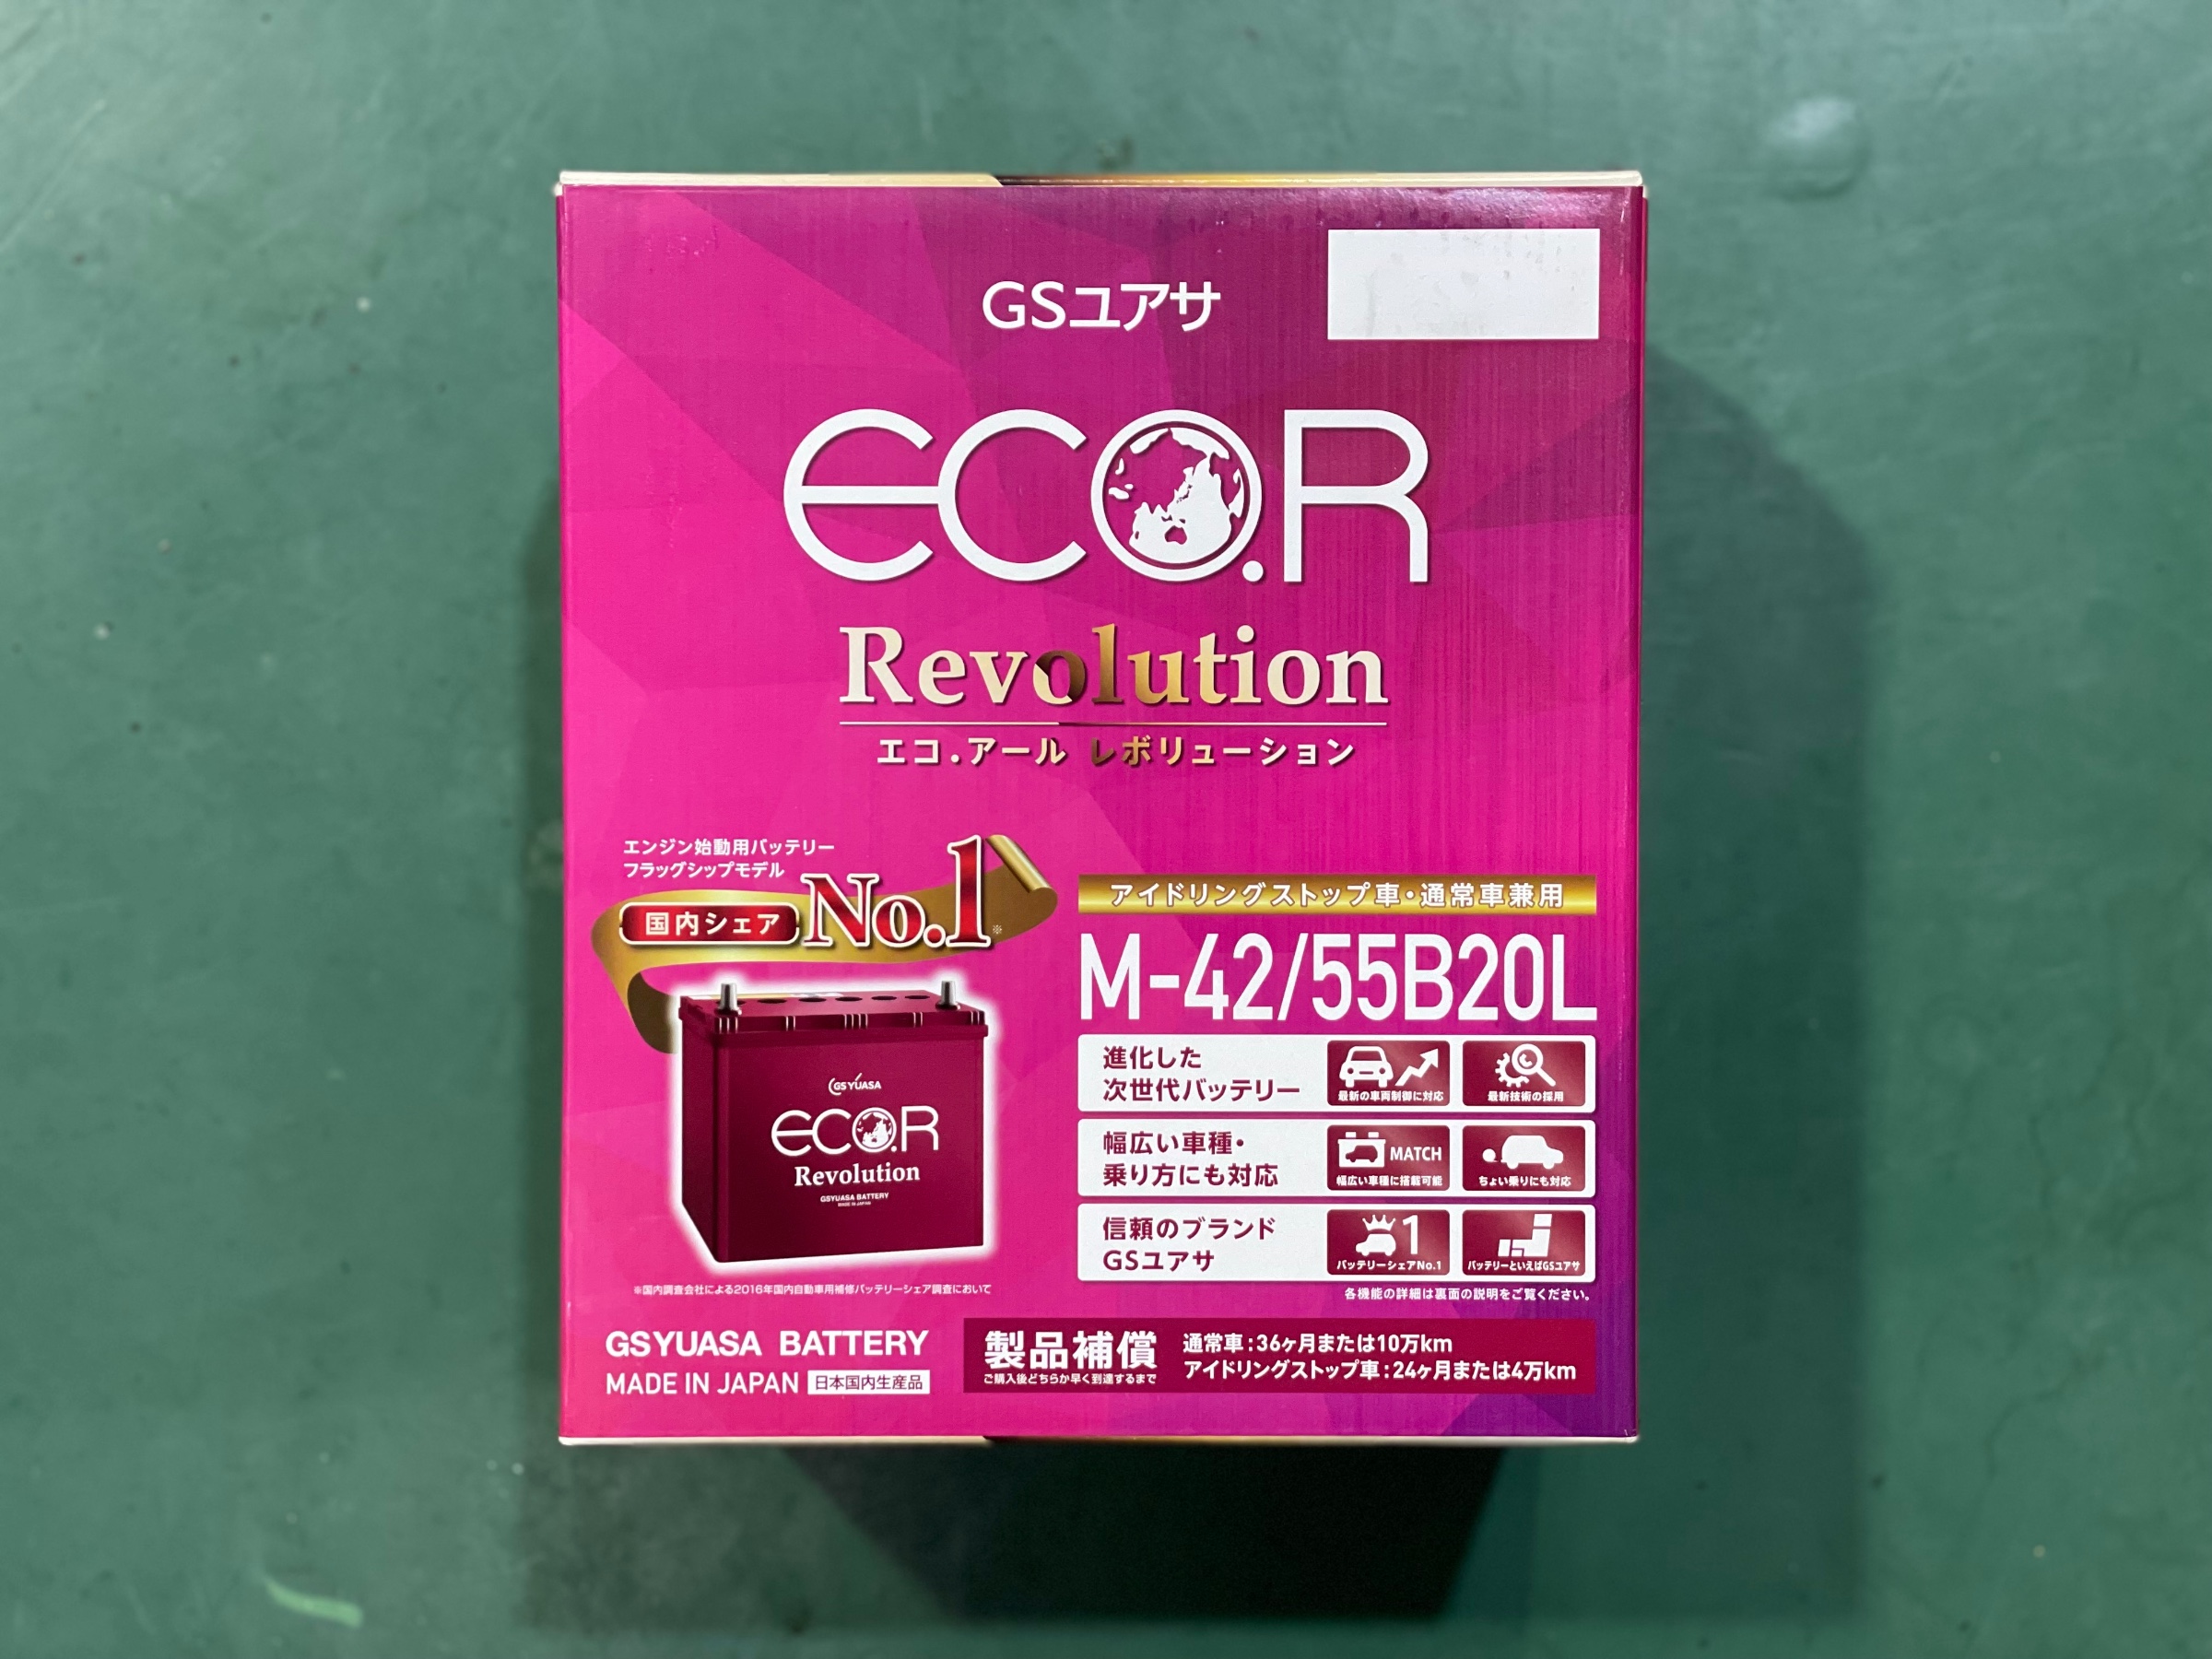 GSユアサ
ECO.R
Revolution
エコ.アール レボリューション
エンジン始動用バッテリー
フラッグシップモデル
国内シェア No.1※
GS YUASA
ECO.R
Revolution
GSYUASA BATTERY
MADE IN JAPAN
※国内調査会社による2016年国内自動車用補修バッテリーシェア調査において
アイドリングストップ車・通常車兼用
M-42/55B20L
進化した
次世代バッテリー
最新の車両制御に対応
最新技術の採用
幅広い車種・
乗り方にも対応
MATCH
幅広い車種に搭載可能
ちょい乗りにも対応
信頼のブランド
GSユアサ
1
バッテリーシェアNo.1
バッテリーといえばGSユアサ
各機能の詳細は裏面の説明をご覧ください。
GSYUASA BATTERY
MADE IN JAPAN 日本国内生産品
製品補償
ご購入後どちらか早く到達するまで
通常車:36ヶ月または10万km
アイドリングストップ車:24ヶ月または4万km